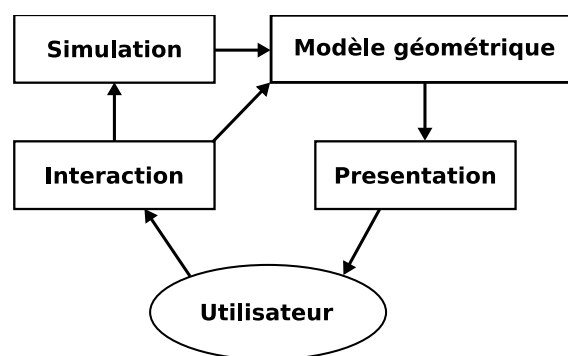 Simulation
Modèle géométrique
Interaction
Presentation
Utilisateur